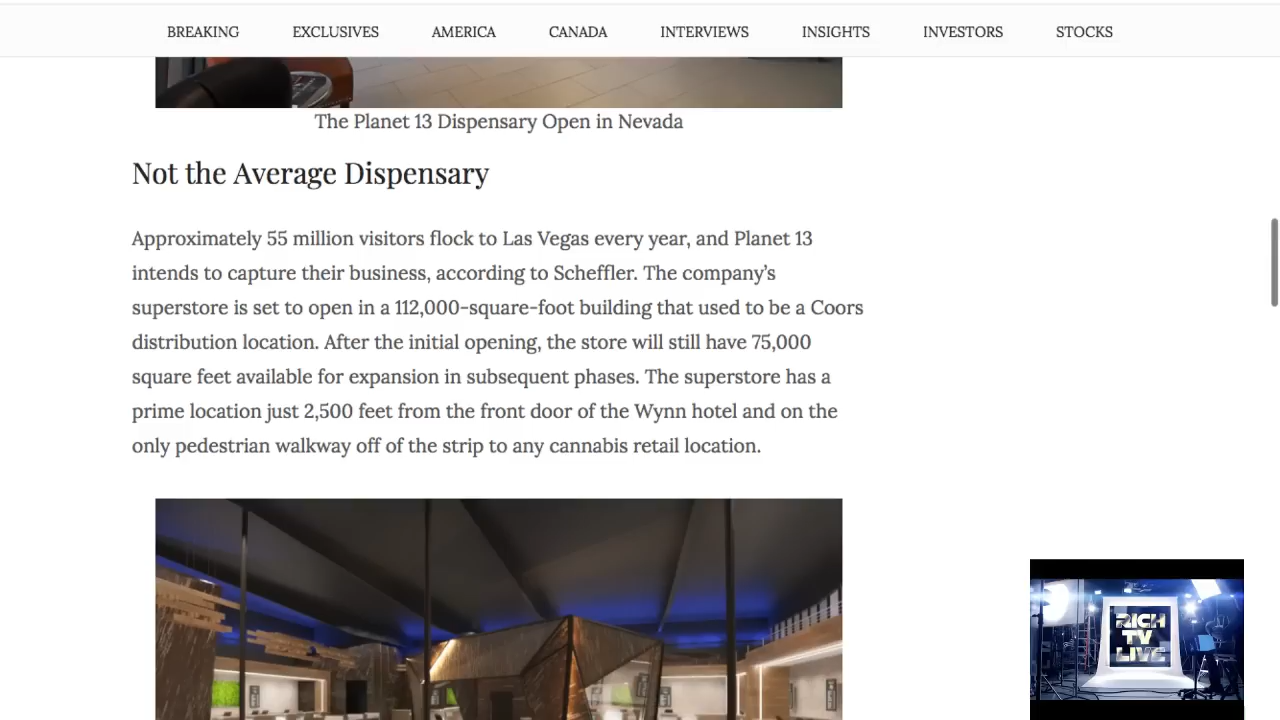 BREAKING EXCLUSIVES AMERICA CANADA INTERVIEWS INSIGHTS INVESTORS STOCKS
The Planet 13 Dispensary Open in Nevada
Not the Average Dispensary
Approximately 55 million visitors flock to Las Vegas every year, and Planet 13
intends to capture their business, according to Scheffler. The company’s
superstore is set to open in a 112,000-square-foot building that used to be a Coors
distribution location. After the initial opening, the store will still have 75,000
square feet available for expansion in subsequent phases. The superstore has a
prime location just 2,500 feet from the front door of the Wynn hotel and on the
only pedestrian walkway off of the strip to any cannabis retail location.
RICH
TV
LIVE